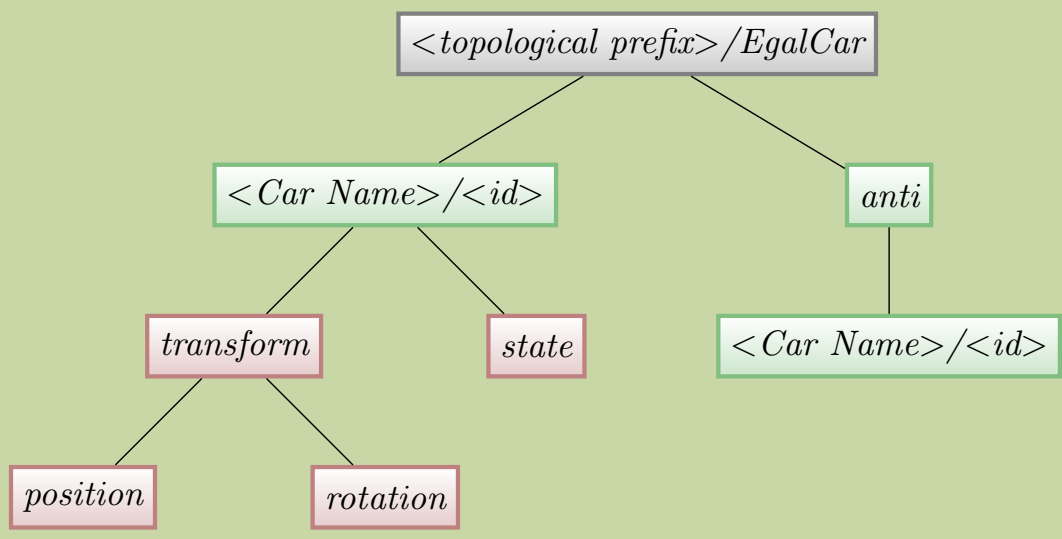 <topological prefix>/EgalCar
<Car Name>/<id>
anti
transform
state
<Car Name>/<id>
position
rotation